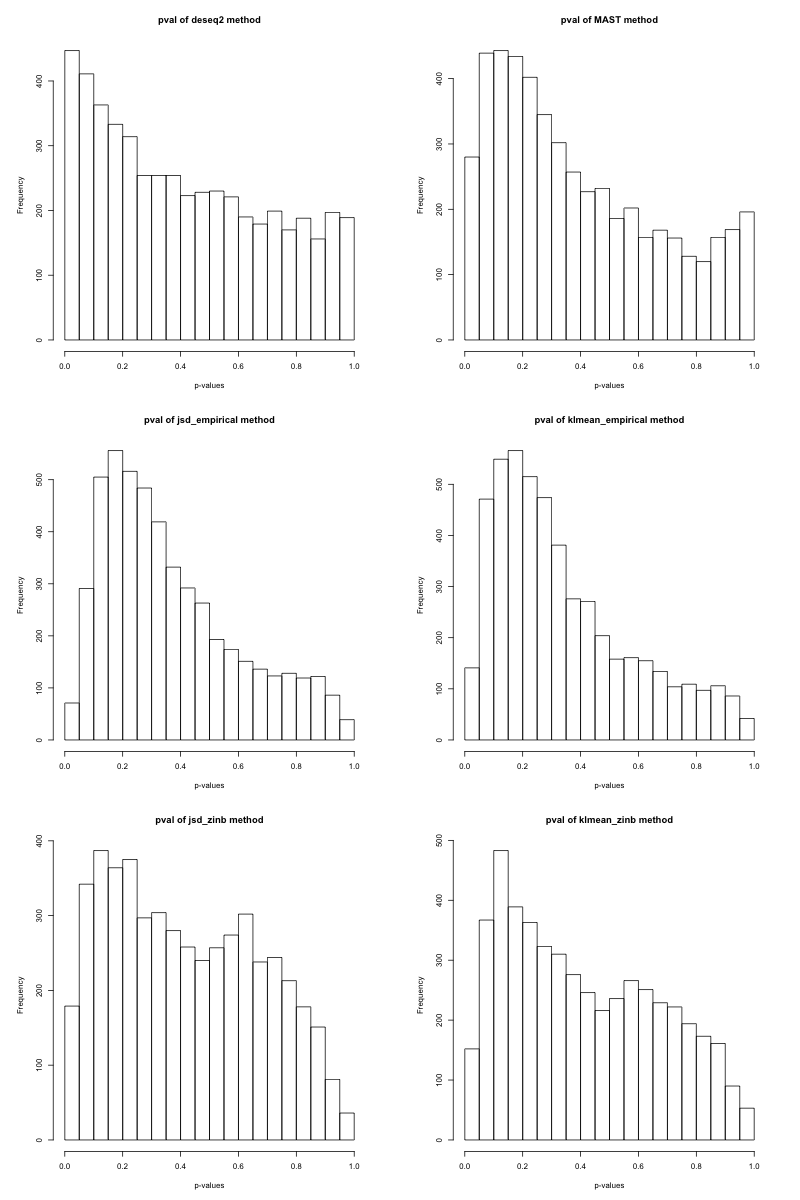 pval of deseq2 method
Frequency
0 100 200 300 400
0.0 0.2 0.4 0.6 0.8 1.0
p-values
pval of MAST method
Frequency
0 100 200 300 400
0.0 0.2 0.4 0.6 0.8 1.0
p-values
pval of jsd_empirical method
Frequency
0 100 200 300 400 500
0.0 0.2 0.4 0.6 0.8 1.0
p-values
pval of klmean_empirical method
Frequency
0 100 200 300 400 500
0.0 0.2 0.4 0.6 0.8 1.0
p-values
pval of jsd_zinb method
Frequency
0 100 200 300 400
0.0 0.2 0.4 0.6 0.8 1.0
p-values
pval of klmean_zinb method
Frequency
0 100 200 300 400 500
0.0 0.2 0.4 0.6 0.8 1.0
p-values